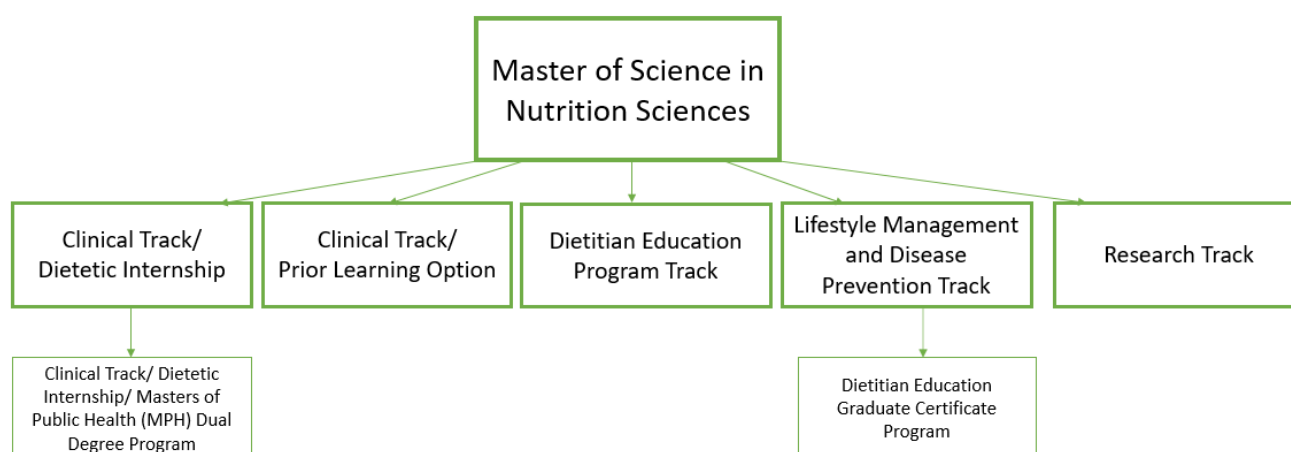 Master of Science in
Nutrition Sciences
Clinical Track/
Dietetic Internship
Clinical Track/
Prior Learning Option
Dietitian Education
Program Track
Lifestyle Management
and Disease
Prevention Track
Research Track
Clinical Track/ Dietetic
Internship/ Masters of
Public Health (MPH) Dual
Degree Program
Dietitian Education
Graduate Certificate
Program